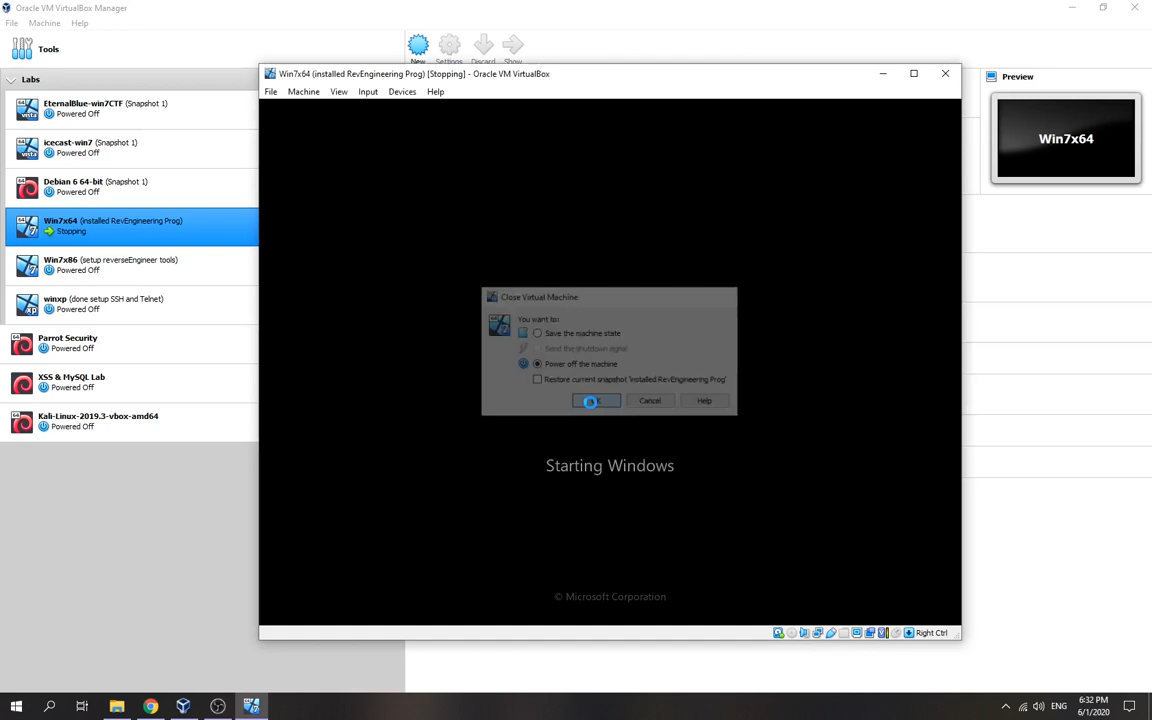 Oracle VM VirtualBox Manager
File Machine Help
Tools
New Settings Discard Show
Labs
EternalBlue-win7CTF (Snapshot 1)
Powered Off
icecast-win7 (Snapshot 1)
Powered Off
Debian 6 64-bit (Snapshot 1)
Powered Off
Win7x64 (installed RevEngineering Prog)
Stopping
Win7x86 (setup reverseEngineer tools)
Powered Off
winxp (done setup SSH and Telnet)
Powered Off
Parrot Security
Powered Off
XSS & MySQL Lab
Powered Off
Kali-Linux-2019.3-vbox-amd64
Powered Off
Win7x64 (installed RevEngineering Prog) [Stopping] - Oracle VM VirtualBox
File Machine View Input Devices Help
Close Virtual Machine
You want to:
Save the machine state
Send the shutdown signal
Power off the machine
Restore current snapshot 'installed RevEngineering Prog'
Cancel Help
Starting Windows
© Microsoft Corporation
Right Ctrl
Preview
Win7x64
ENG
6:32 PM
6/1/2020